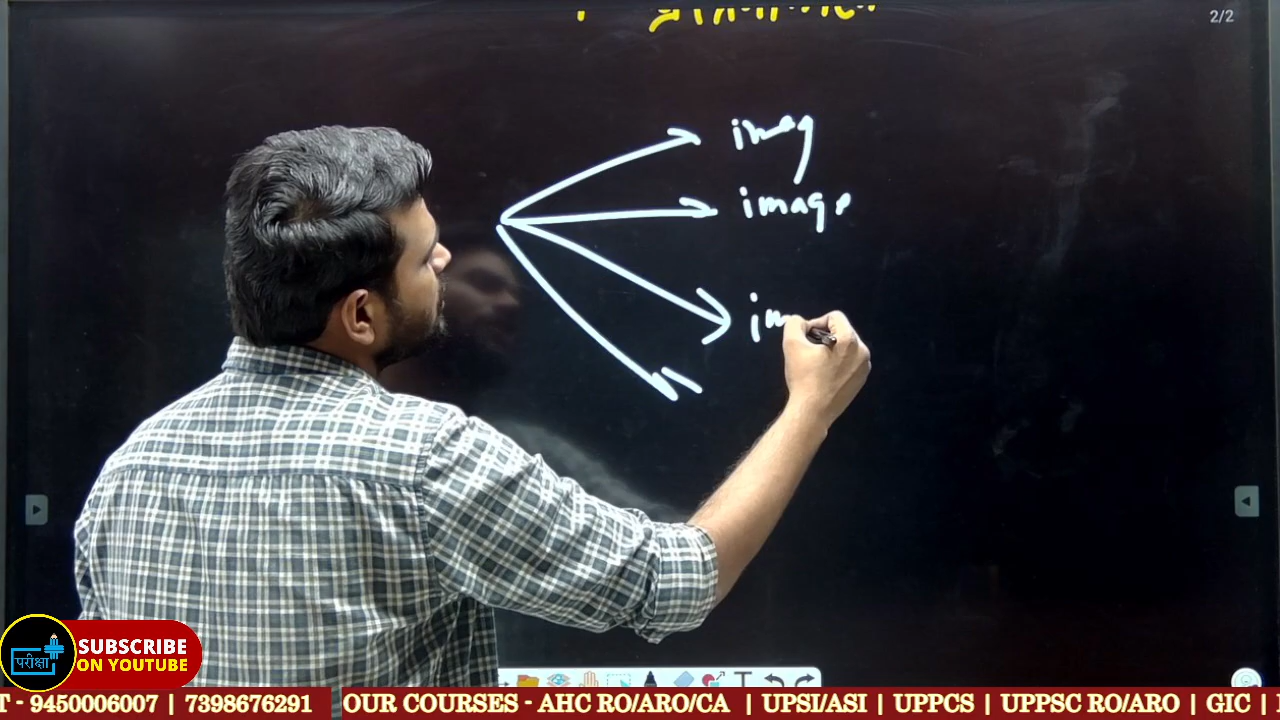 2/2
imag
image
im
परीक्षा
SUBSCRIBE
ON YOUTUBE
T - 9450006007 | 7398676291
OUR COURSES - AHC RO/ARO/CA | UPSI/ASI | UPPCS | UPPSC RO/ARO | GIC |